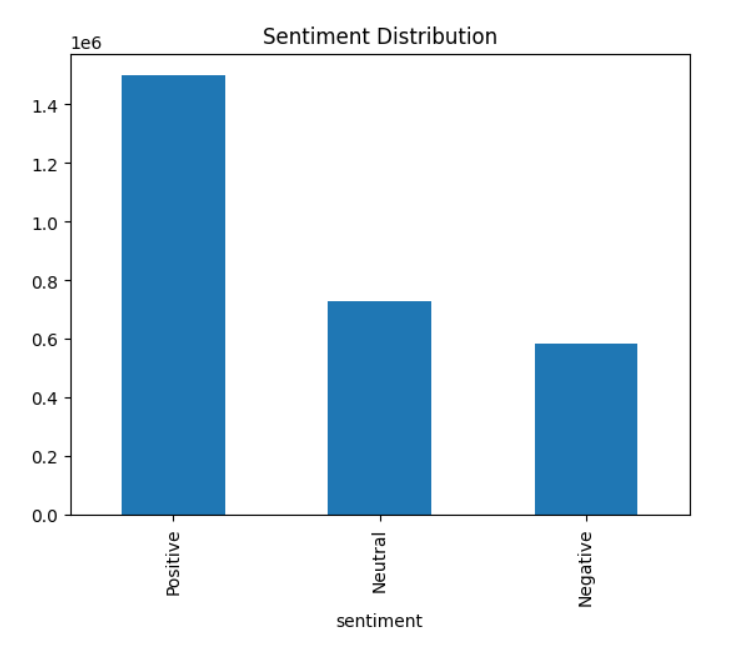 Sentiment Distribution
1e6
1.4
1.2
1.0
0.8
0.6
0.4
0.2
0.0
Positive
Neutral
Negative
sentiment